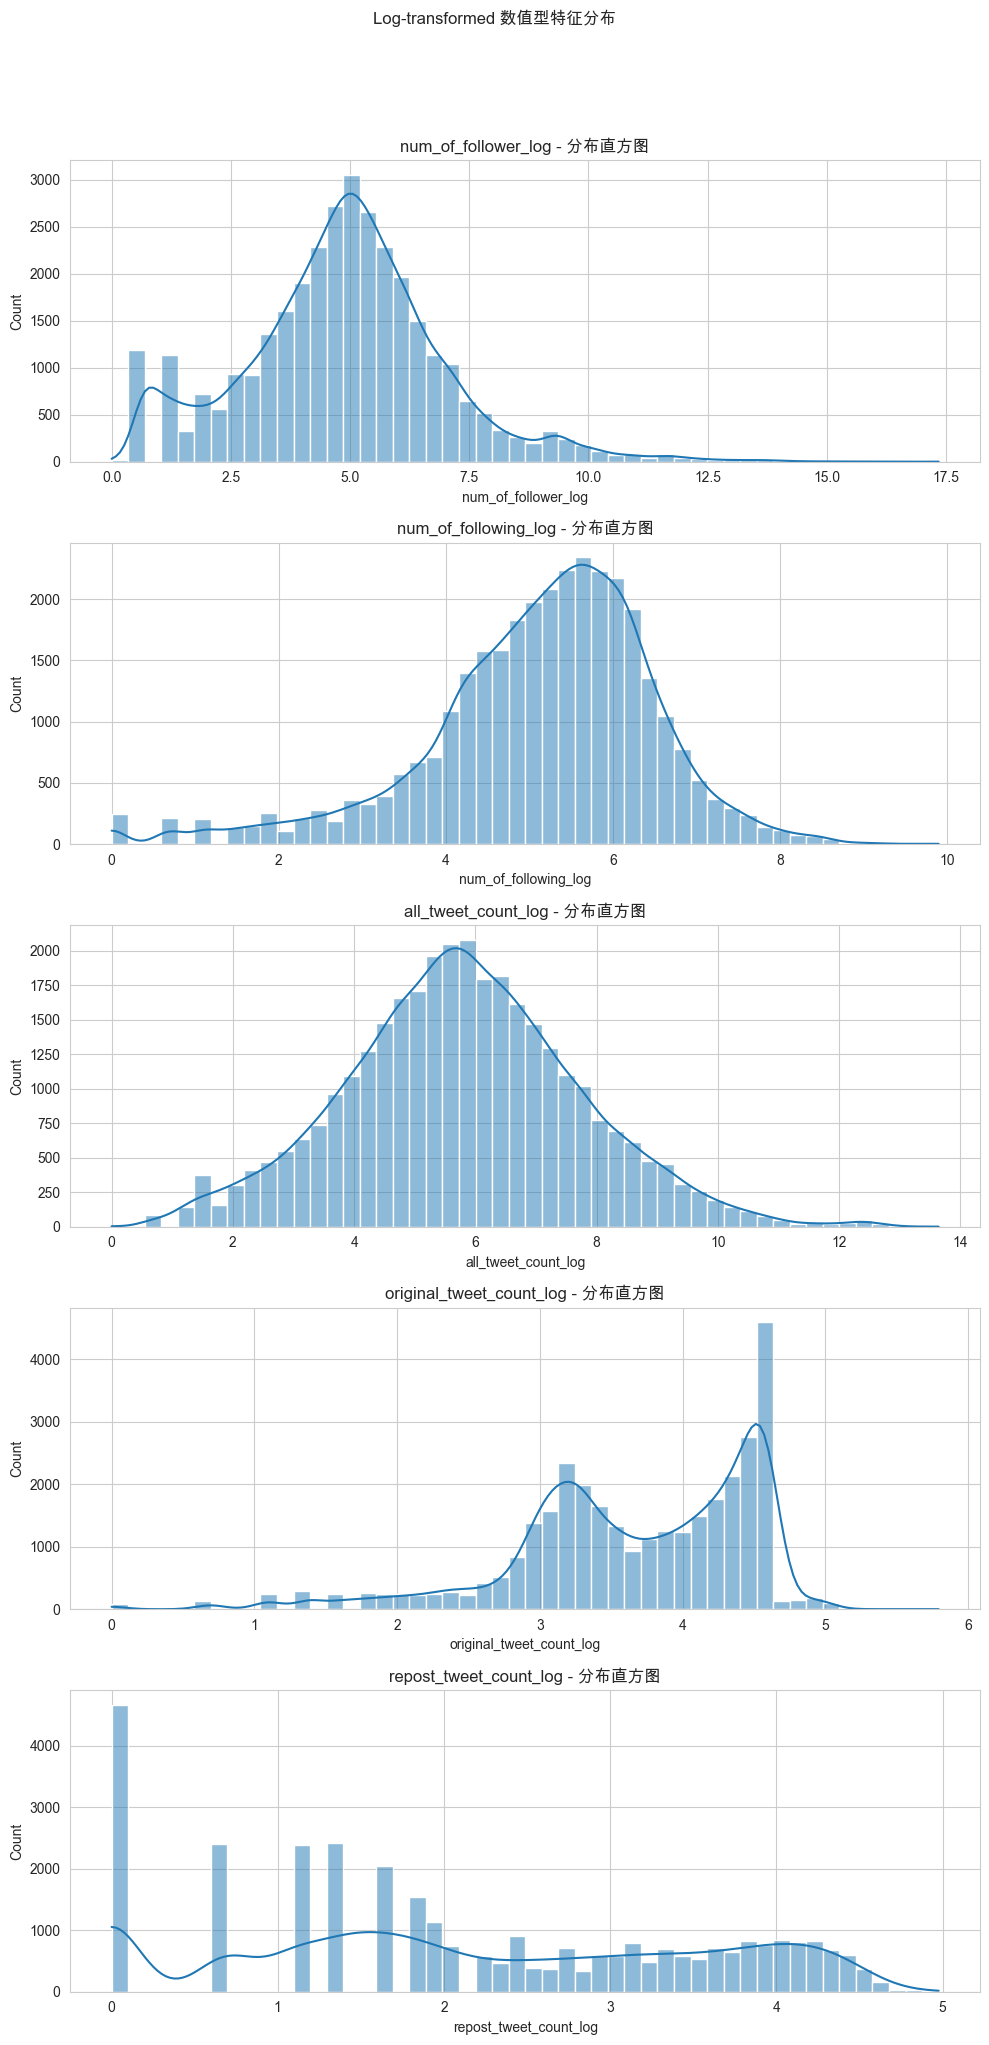 Log-transformed 数值型特征分布
num_of_follower_log - 分布直方图
3000
2500
2000
1500
1000
500
0
Count
0.0 2.5 5.0 7.5 10.0 12.5 15.0 17.5
num_of_follower_log
num_of_following_log - 分布直方图
2000
1500
1000
500
0
Count
0 2 4 6 8 10
num_of_following_log
all_tweet_count_log - 分布直方图
2000
1750
1500
1250
1000
750
500
250
0
Count
0 2 4 6 8 10 12 14
all_tweet_count_log
original_tweet_count_log - 分布直方图
4000
3000
2000
1000
0
Count
0 1 2 3 4 5 6
original_tweet_count_log
repost_tweet_count_log - 分布直方图
4000
3000
2000
1000
0
Count
0 1 2 3 4 5
repost_tweet_count_log